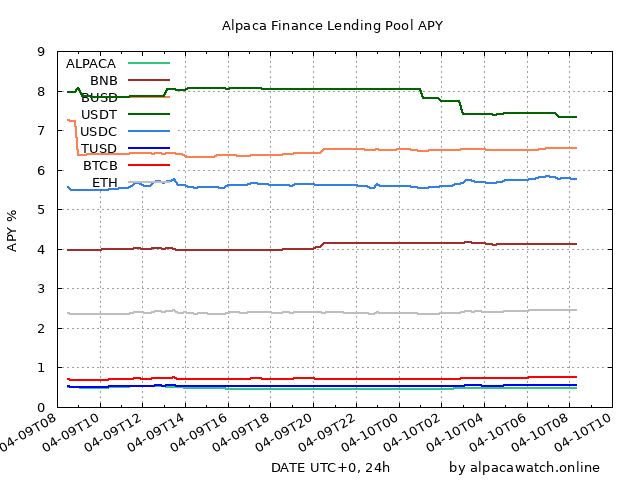 Alpaca Finance Lending Pool APY
9
8
7
6
5
4
3
2
1
0
APY %
ALPACA
BNB
BUSD
USDT
USDC
TUSD
BTCB
ETH
04-09T08
04-09T10
04-09T12
04-09T14
04-09T16
04-09T18
04-09T20
04-09T22
04-10T00
04-10T02
04-10T04
04-10T06
04-10T08
04-10T10
DATE UTC+0, 24h
by alpacawatch.online